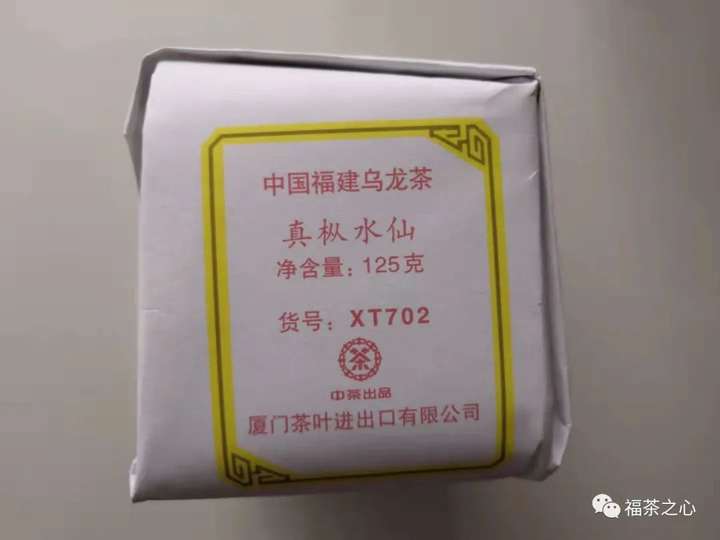 中国福建乌龙茶
真枞水仙
净含量：125克
货号：XT702
茶
中茶出品
厦门茶叶进出口有限公司
福茶之心